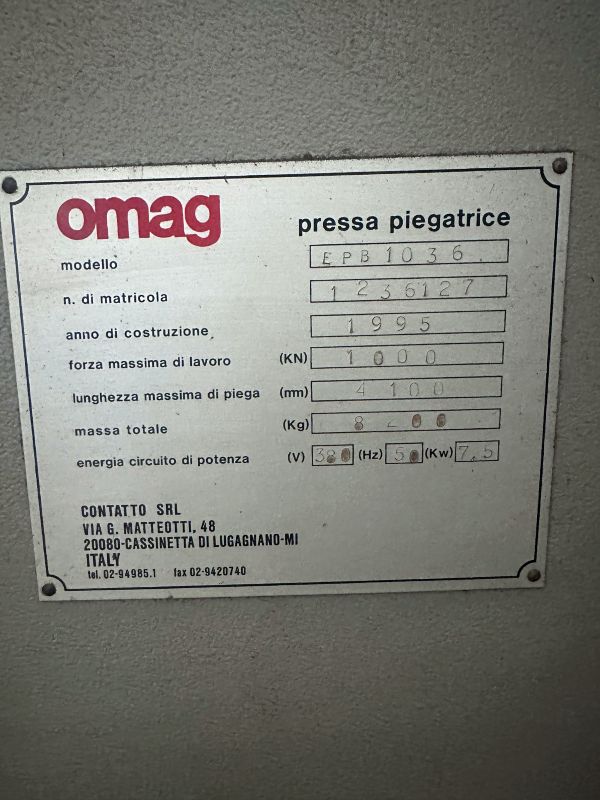 omag pressa piegatrice
modello EPB 1036
n. di matricola 1236127
anno di costruzione 1995
forza massima di lavoro (KN) 1000
lunghezza massima di piega (mm) 4100
massa totale (Kg) 8200
energia circuito di potenza (V) 380 (Hz) 50 (Kw) 7.5
CONTATTO SRL
VIA G. MATTEOTTI, 48
20080-CASSINETTA DI LUGAGNANO-MI
ITALY
tel. 02-94985.1 fax 02-9420740